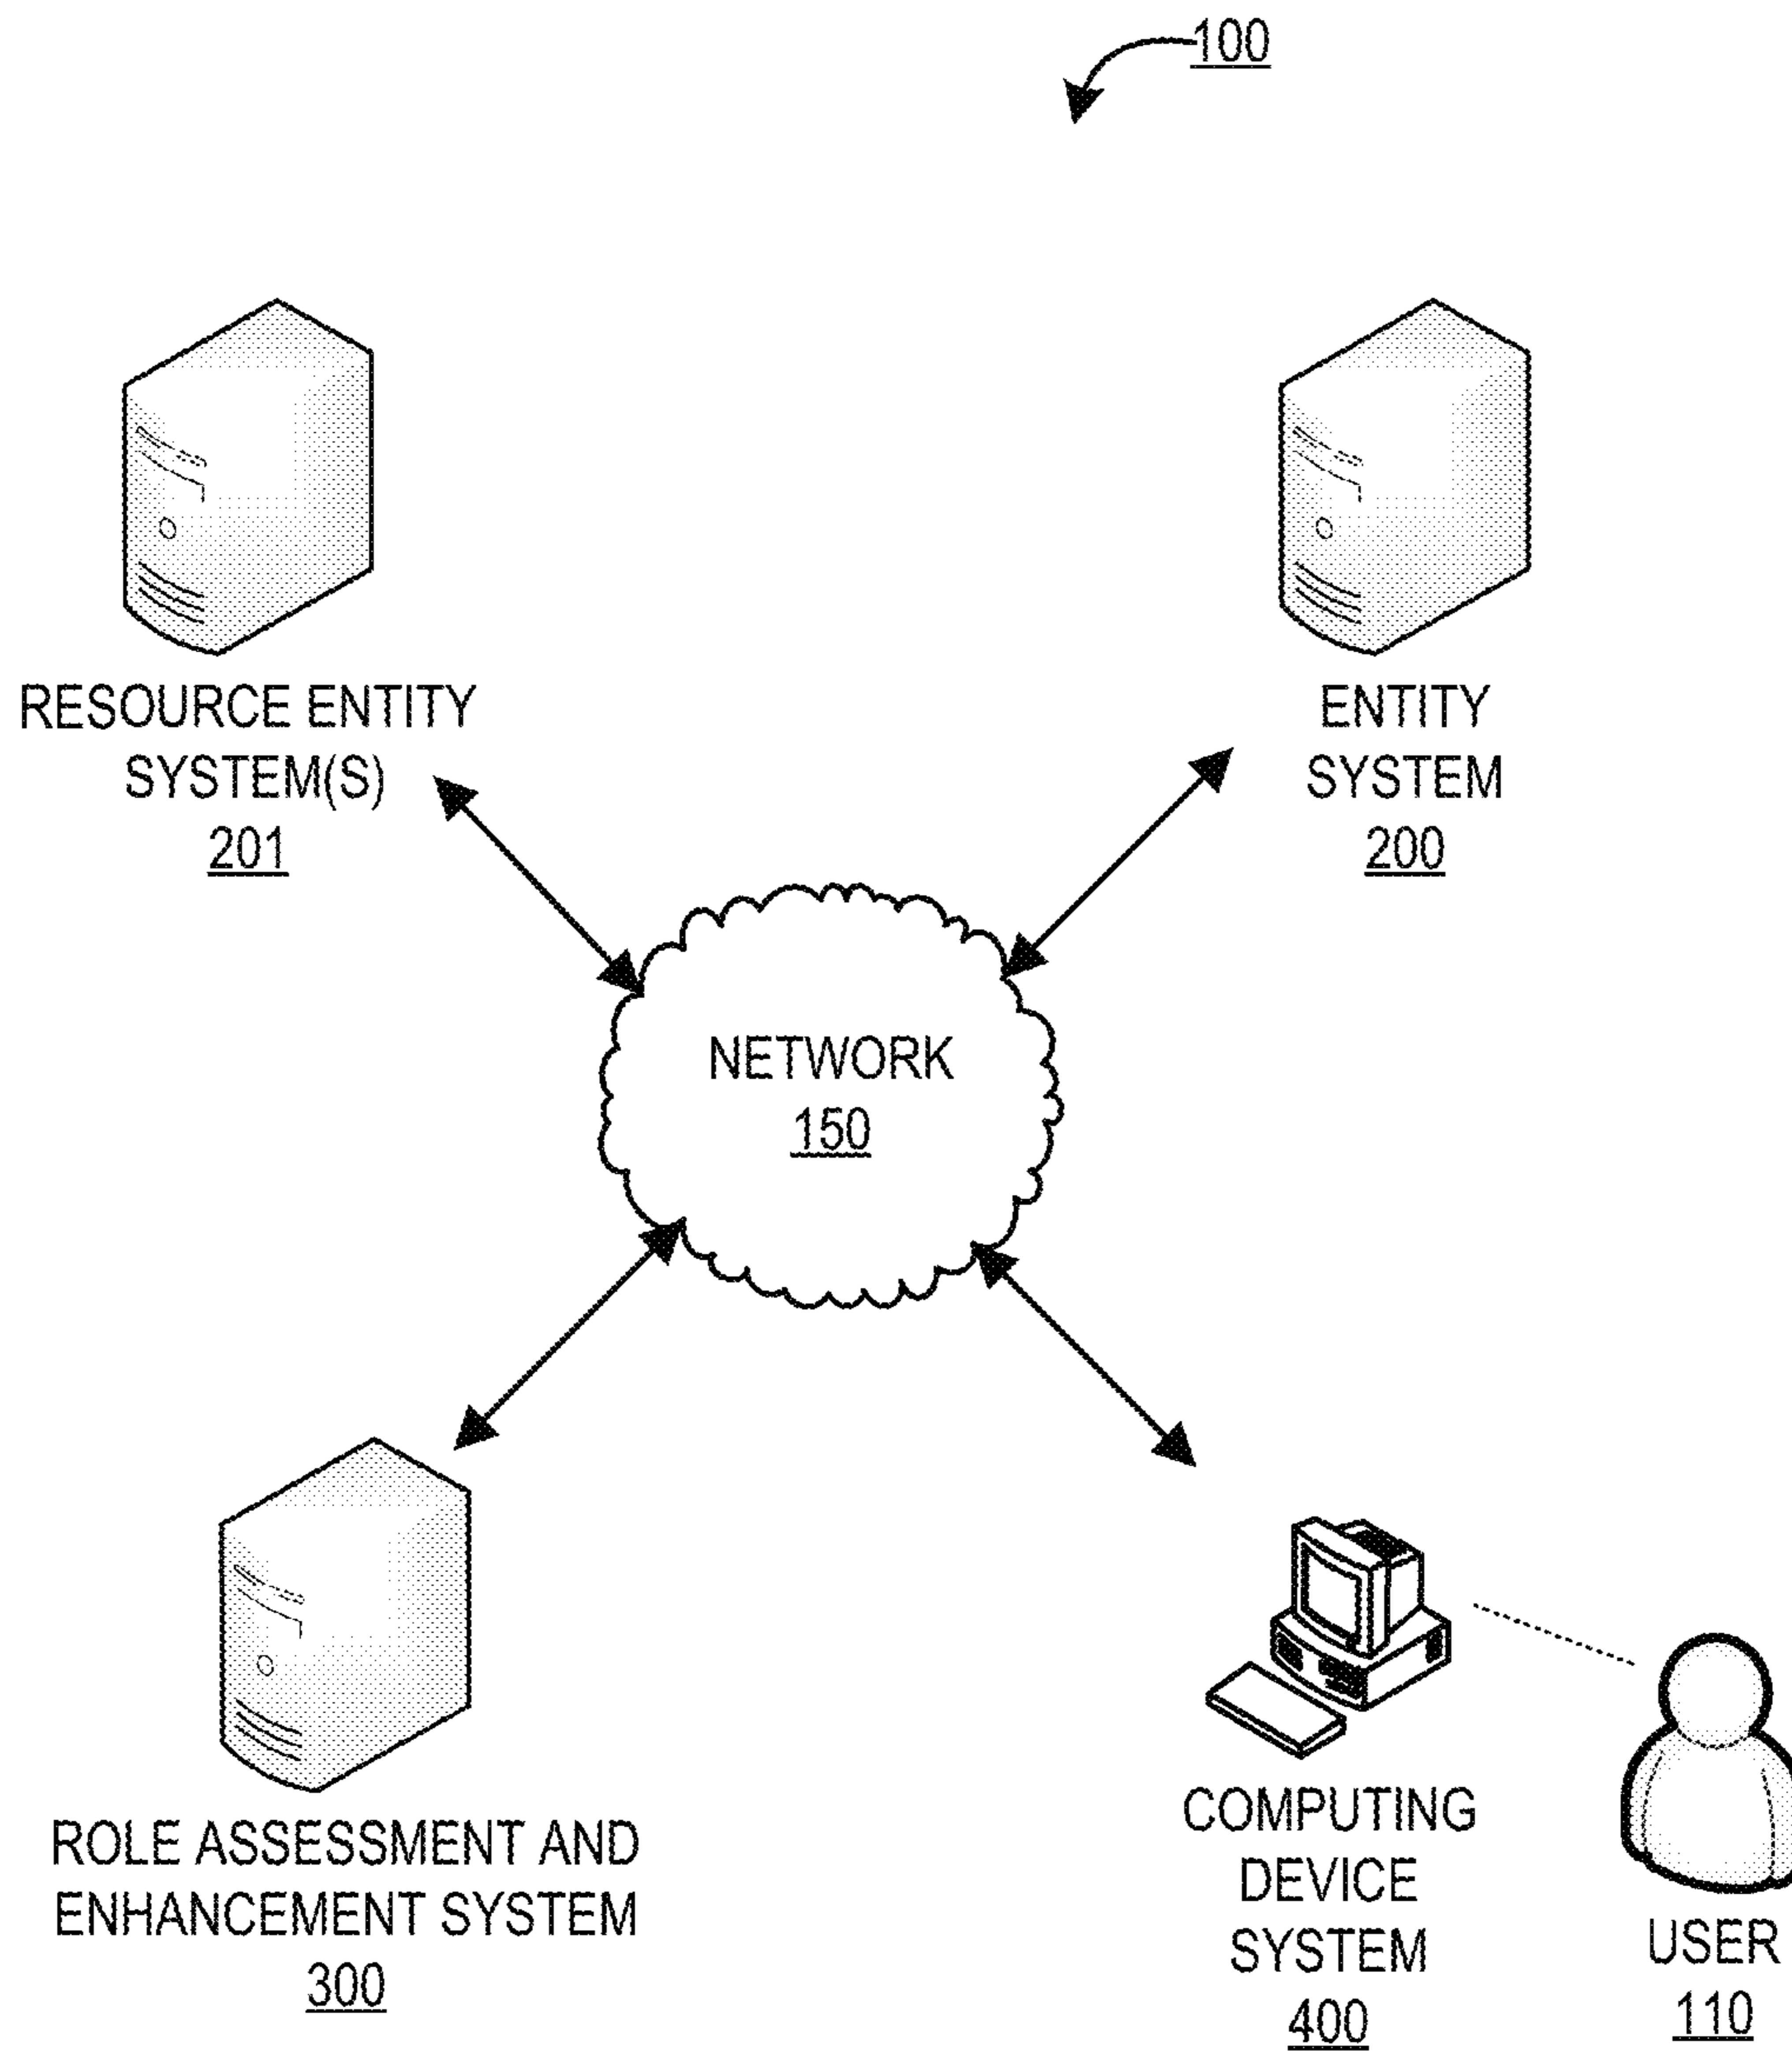 100
RESOURCE ENTITY
SYSTEM(S)
201
ENTITY
SYSTEM
200
NETWORK
150
ROLE ASSESSMENT AND
ENHANCEMENT SYSTEM
300
COMPUTING
DEVICE
SYSTEM
400
USER
110